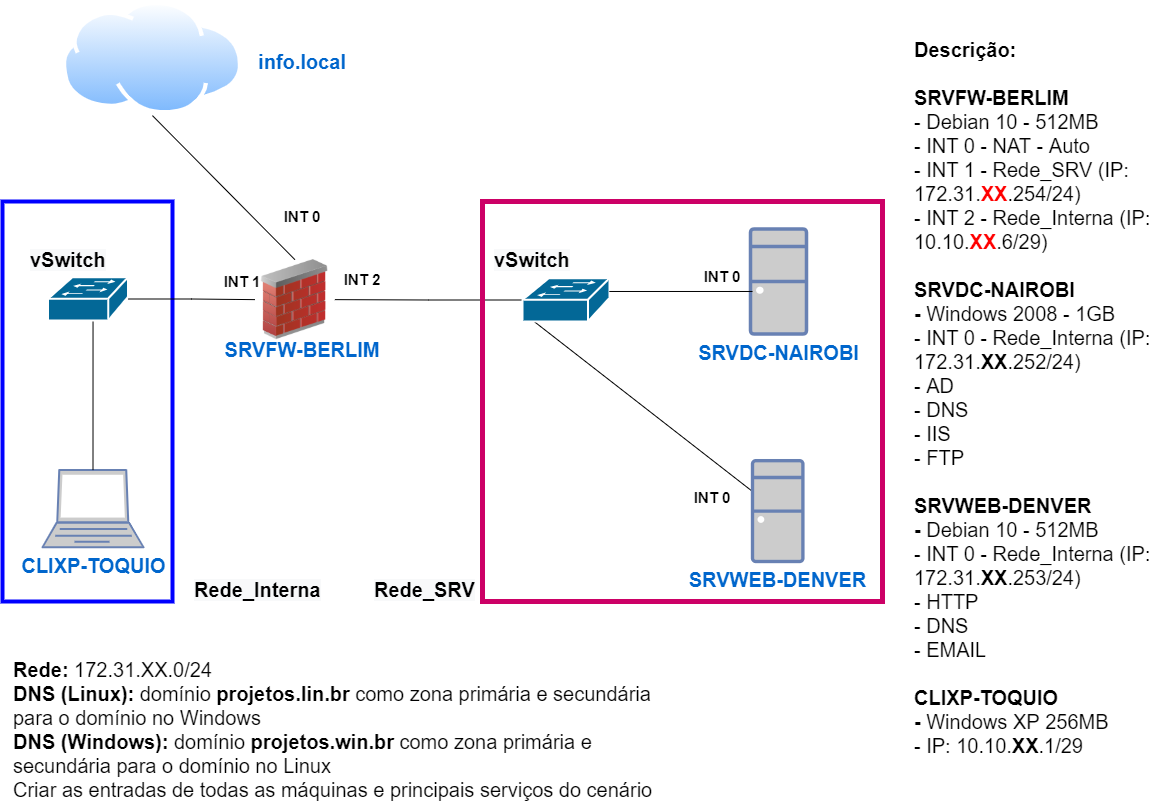 info.local
INT 0
vSwitch
INT 1
INT 2
SRVFW-BERLIM
CLIXP-TOQUIO
Rede_Interna
Rede_SRV
vSwitch
INT 0
SRVDC-NAIROBI
INT 0
SRVWEB-DENVER
Descrição:
SRVFW-BERLIM
- Debian 10 - 512MB
- INT 0 - NAT - Auto
- INT 1 - Rede_SRV (IP:
172.31.XX.254/24)
- INT 2 - Rede_Interna (IP:
10.10.XX.6/29)
SRVDC-NAIROBI
- Windows 2008 - 1GB
- INT 0 - Rede_Interna (IP:
172.31.XX.252/24)
- AD
- DNS
- IIS
- FTP
SRVWEB-DENVER
- Debian 10 - 512MB
- INT 0 - Rede_Interna (IP:
172.31.XX.253/24)
- HTTP
- DNS
- EMAIL
CLIXP-TOQUIO
- Windows XP 256MB
- IP: 10.10.XX.1/29
Rede: 172.31.XX.0/24
DNS (Linux): domínio projetos.lin.br como zona primária e secundária
para o domínio no Windows
DNS (Windows): domínio projetos.win.br como zona primária e
secundária para o domínio no Linux
Criar as entradas de todas as máquinas e principais serviços do cenário